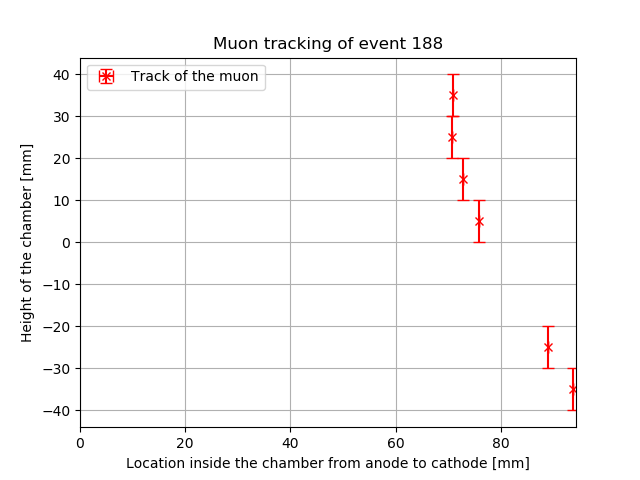 Muon tracking of event 188
Track of the muon
Height of the chamber [mm]
40
30
20
10
0
−10
−20
−30
−40
0 20 40 60 80
Location inside the chamber from anode to cathode [mm]